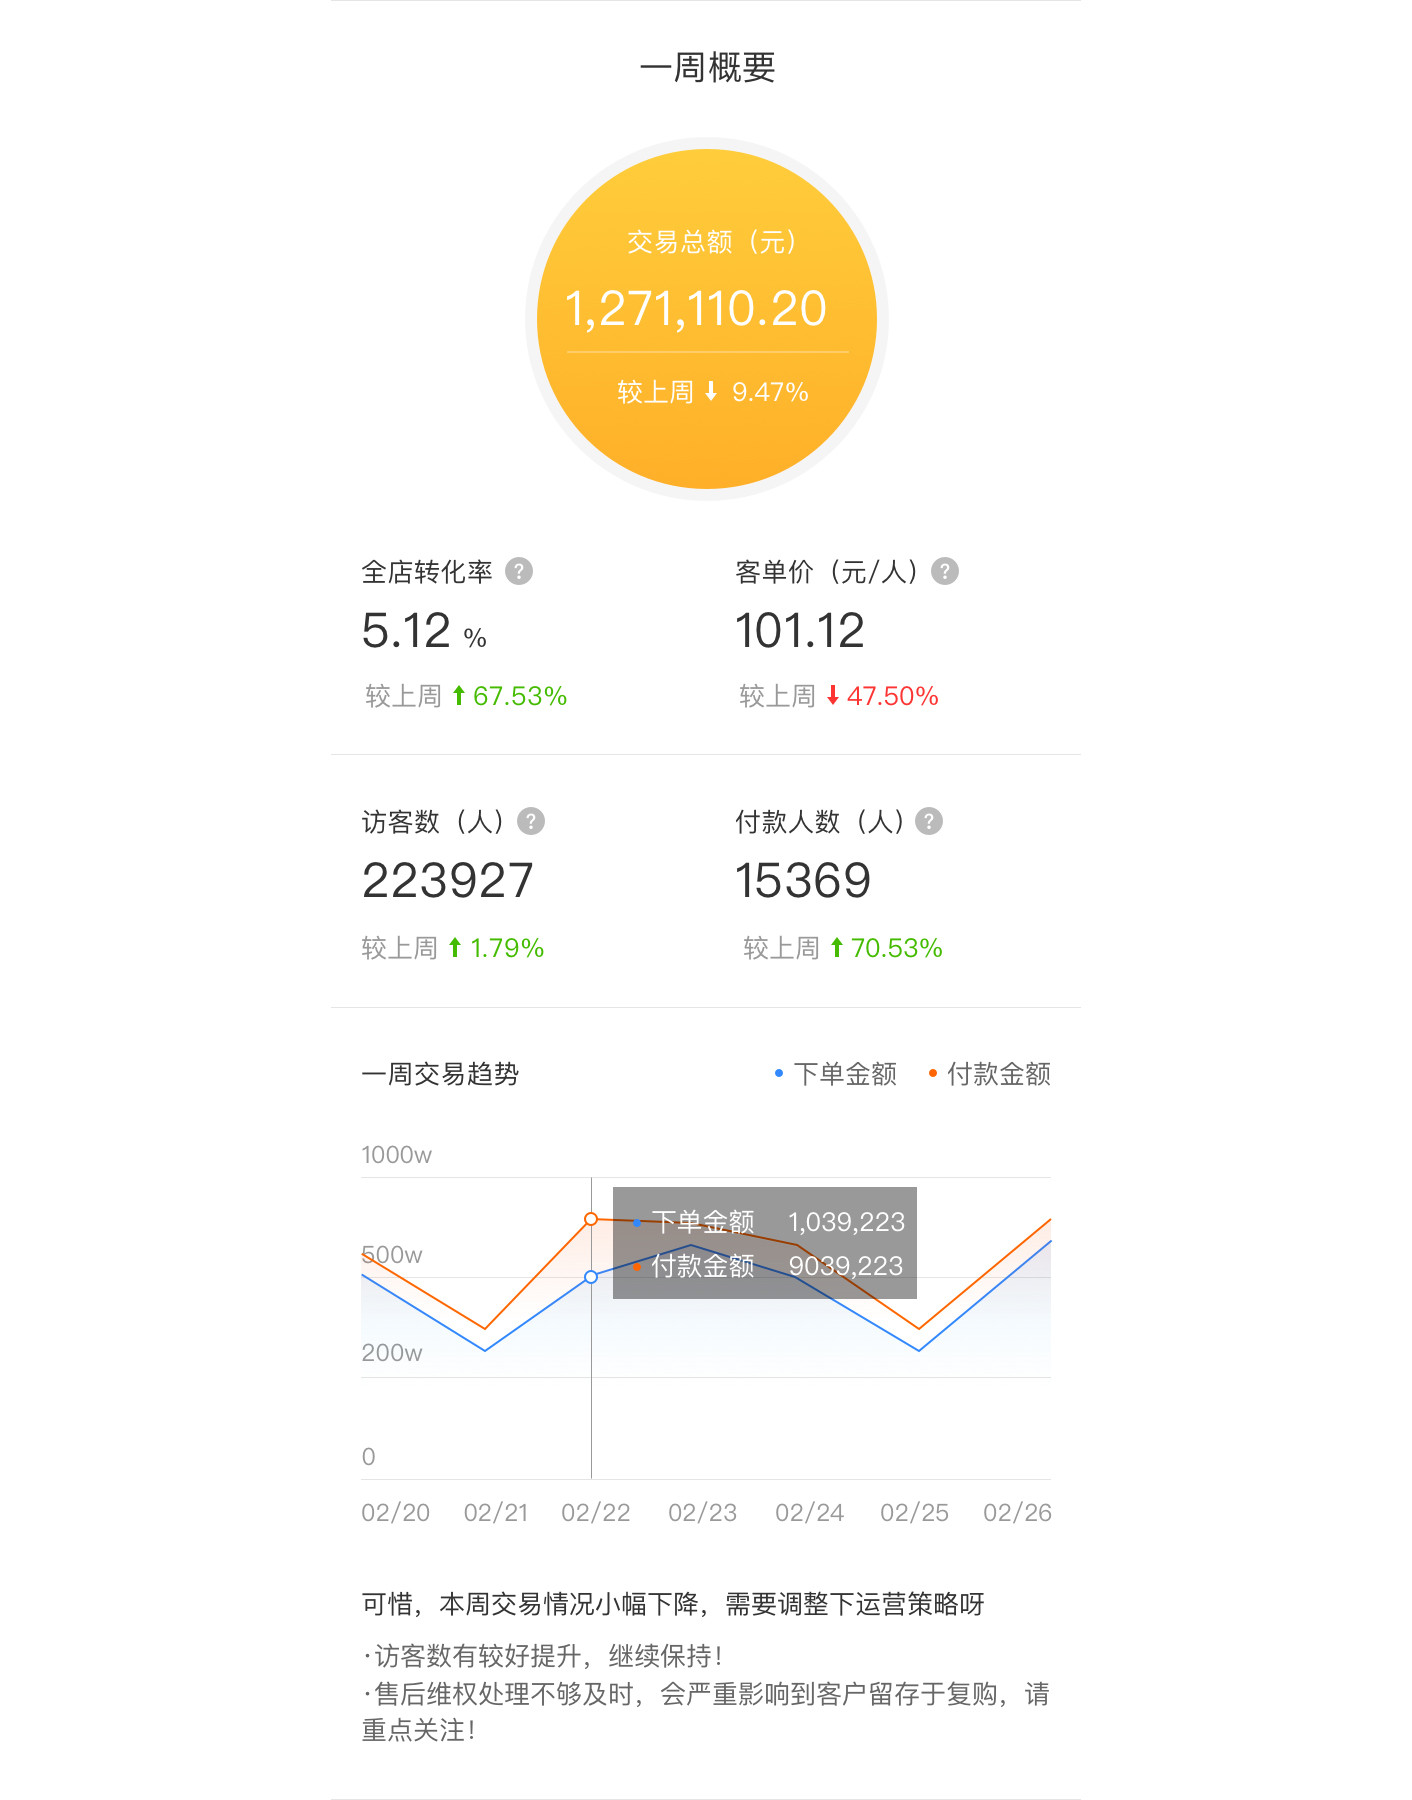 一周概要
交易总额（元）
1,271,110.20
较上周 9.47%
全店转化率 ?
5.12 %
较上周 67.53%
客单价（元/人） ?
101.12
较上周 47.50%
访客数（人） ?
223927
较上周 1.79%
付款人数（人） ?
15369
较上周 70.53%
一周交易趋势
下单金额 付款金额
1000w
下单金额 1,039,223
500w
付款金额 9039,223
200w
0
02/20 02/21 02/22 02/23 02/24 02/25 02/26
可惜，本周交易情况小幅下降，需要调整下运营策略呀
·访客数有较好提升，继续保持！
·售后维权处理不够及时，会严重影响到客户留存于复购，请
重点关注！